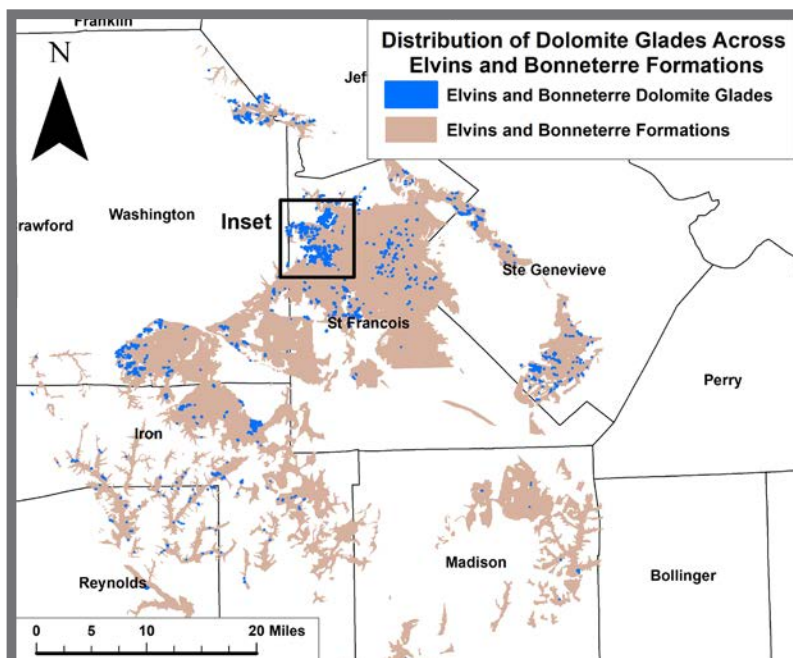 Franklin
N
Distribution of Dolomite Glades Across
Elvins and Bonneterre Formations
Jef
Elvins and Bonneterre Dolomite Glades
Elvins and Bonneterre Formations
rawford
Washington
Inset
Ste Genevieve
St Francois
Perry
Iron
Madison
Reynolds
Bollinger
0 5 10 20 Miles